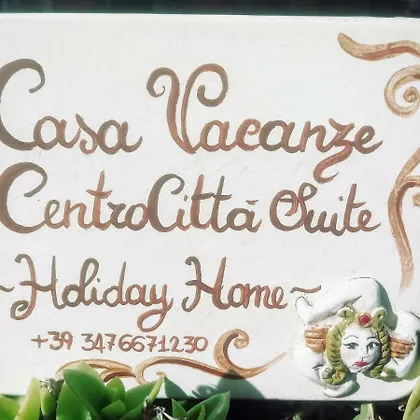 Casa Vacanze
CentroCittà Suite
~Holiday Home~
+39 3476671230